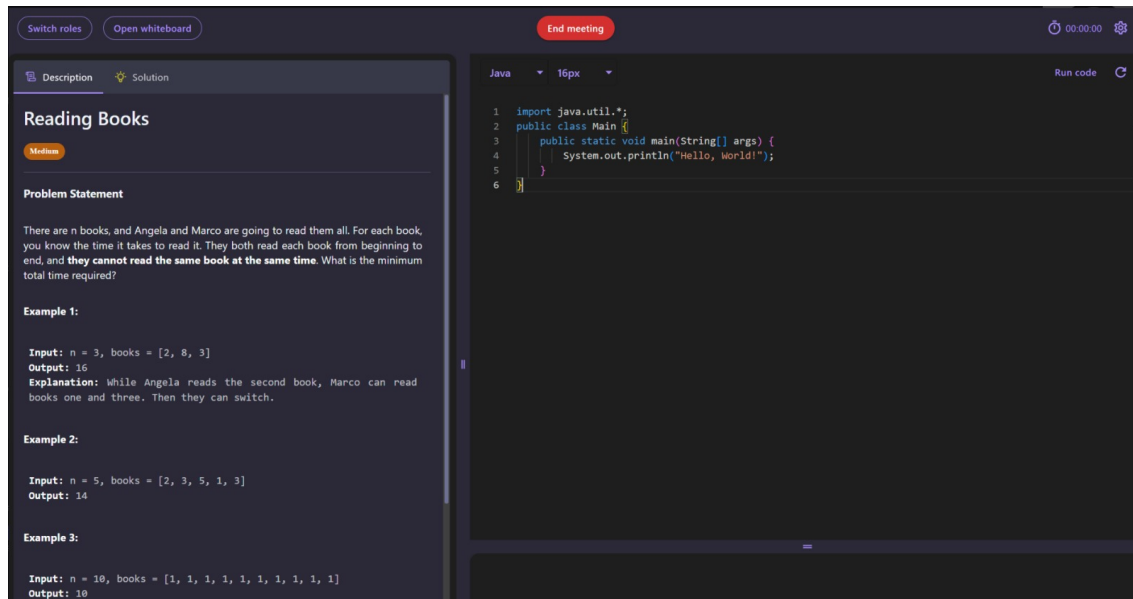 Switch roles
Open whiteboard
End meeting
00:00:00
Description
Solution
Reading Books
Medium
Problem Statement
There are n books, and Angela and Marco are going to read them all. For each book,
you know the time it takes to read it. They both read each book from beginning to
end, and they cannot read the same book at the same time. What is the minimum
total time required?
Example 1:
Input: n = 3, books = [2, 8, 3]
Output: 16
Explanation: While Angela reads the second book, Marco can read
books one and three. Then they can switch.
Example 2:
Input: n = 5, books = [2, 3, 5, 1, 3]
Output: 14
Example 3:
Input: n = 10, books = [1, 1, 1, 1, 1, 1, 1, 1, 1, 1]
Output: 10
Java
16px
Run code
1 import java.util.*;
2 public class Main {
3 public static void main(String[] args) {
4 System.out.println("Hello, World!");
5 }
6 }